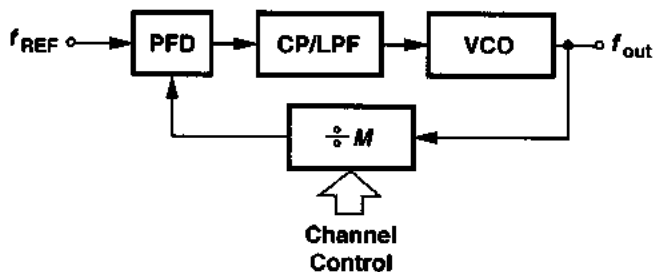 fREF
PFD
CP/LPF
VCO
fout
÷ M
Channel
Control